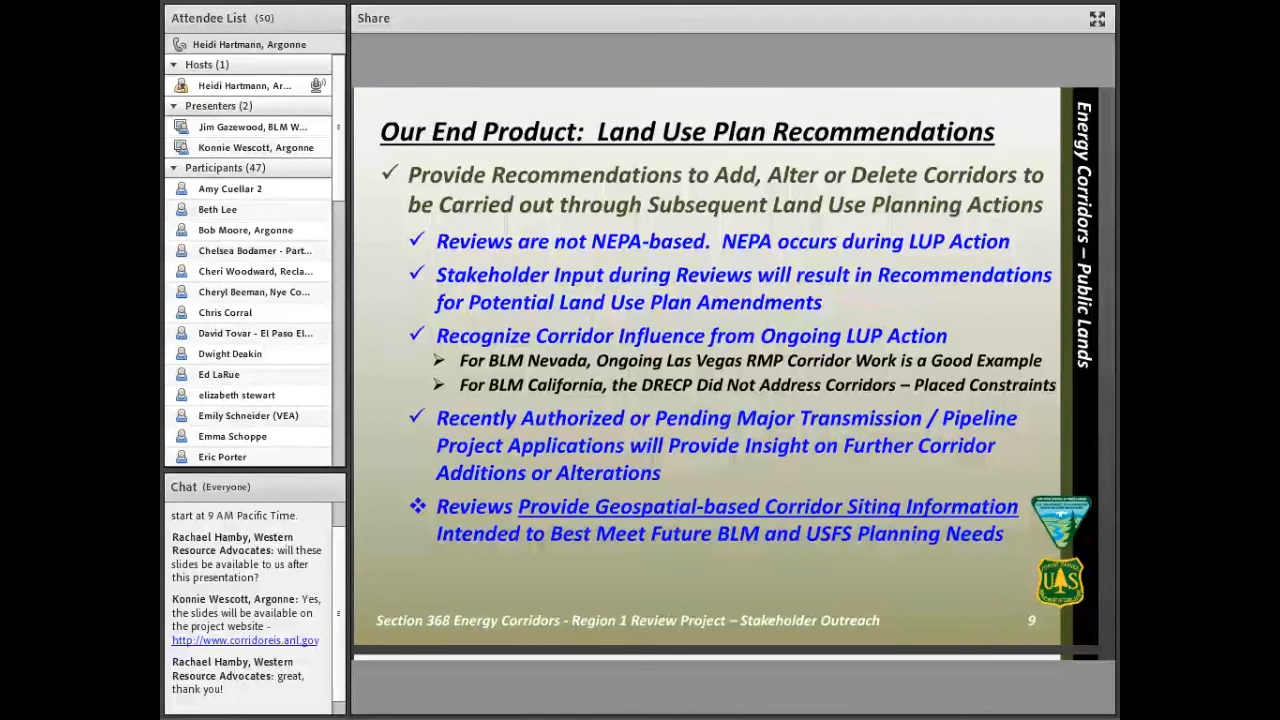 Attendee List (50)
Heidi Hartmann, Argonne
Hosts (1)
Heidi Hartmann, Ar...
Presenters (2)
Jim Gazewood, BLM W...
Konnie Wescott, Argonne
Participants (47)
Amy Cuellar 2
Beth Lee
Bob Moore, Argonne
Chelsea Bodamer - Part...
Cheri Woodward, Recla...
Cheryl Beeman, Nye Co...
Chris Corral
David Tovar - El Paso El...
Dwight Deakin
Ed LaRue
elizabeth stewart
Emily Schneider (VEA)
Emma Schoppe
Eric Porter
Chat (Everyone)
start at 9 AM Pacific Time.
Rachael Hamby, Western
Resource Advocates: will these
slides be available to us after
this presentation?
Konnie Wescott, Argonne: Yes,
the slides will be available on
the project website -
http://www.corridoreis.anl.gov
Rachael Hamby, Western
Resource Advocates: great,
thank you!
Share
Our End Product: Land Use Plan Recommendations
Provide Recommendations to Add, Alter or Delete Corridors to
be Carried out through Subsequent Land Use Planning Actions
Reviews are not NEPA-based. NEPA occurs during LUP Action
Stakeholder Input during Reviews will result in Recommendations
for Potential Land Use Plan Amendments
Recognize Corridor Influence from Ongoing LUP Action
For BLM Nevada, Ongoing Las Vegas RMP Corridor Work is a Good Example
For BLM California, the DRECP Did Not Address Corridors – Placed Constraints
Recently Authorized or Pending Major Transmission / Pipeline
Project Applications will Provide Insight on Further Corridor
Additions or Alterations
Reviews Provide Geospatial-based Corridor Siting Information
Intended to Best Meet Future BLM and USFS Planning Needs
Section 368 Energy Corridors - Region 1 Review Project – Stakeholder Outreach
9
Energy Corridors – Public Lands
U S